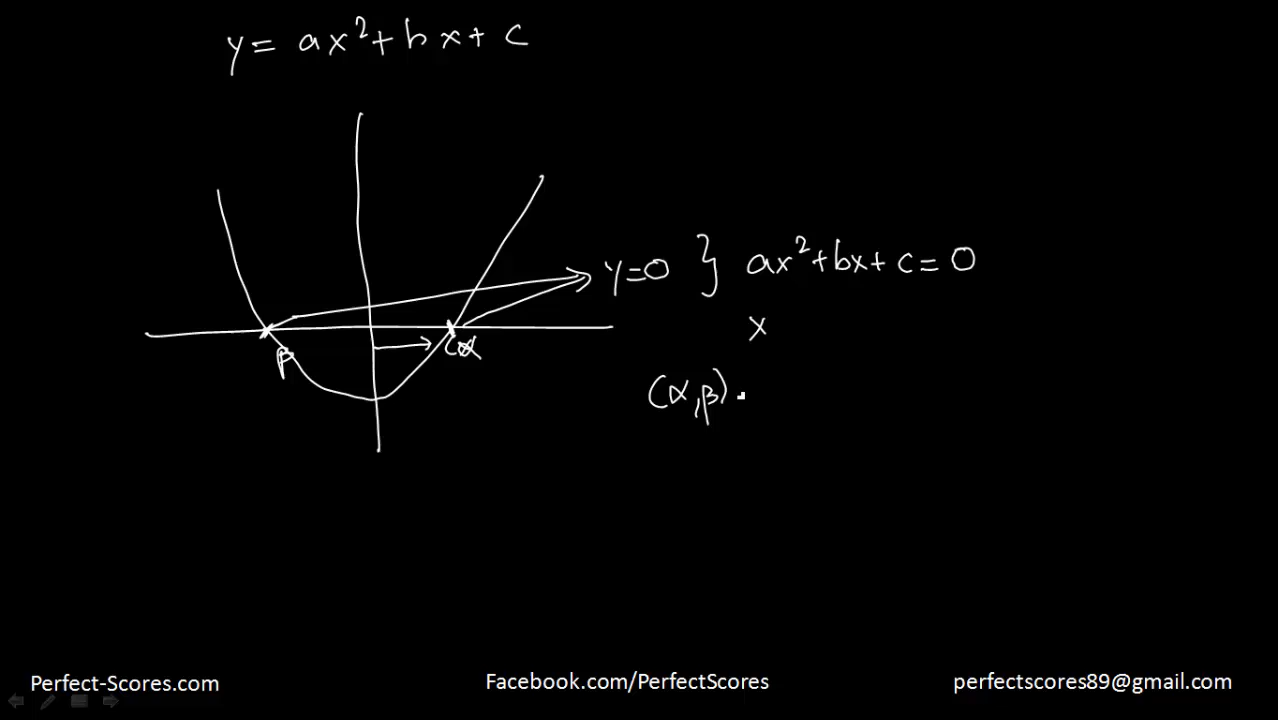 y = ax²+bx+c
y=0 } ax²+bx+c=0
x
β
α
(α,β)
Perfect-Scores.com
Facebook.com/PerfectScores
perfectscores89@gmail.com